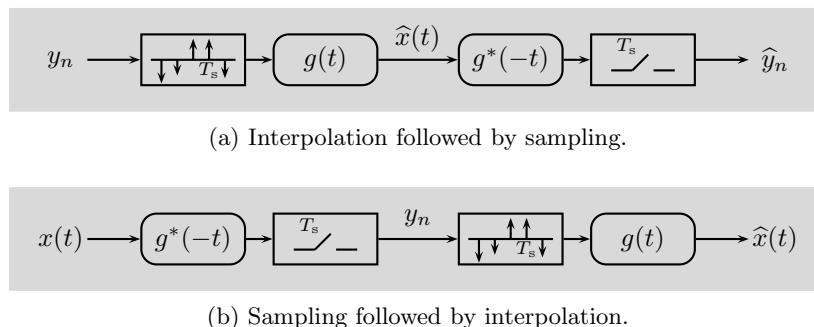 y_n T_s g(t) x̂(t) g*(−t) T_s ŷ_n
(a) Interpolation followed by sampling.
x(t) g*(−t) T_s y_n T_s g(t) x̂(t)
(b) Sampling followed by interpolation.